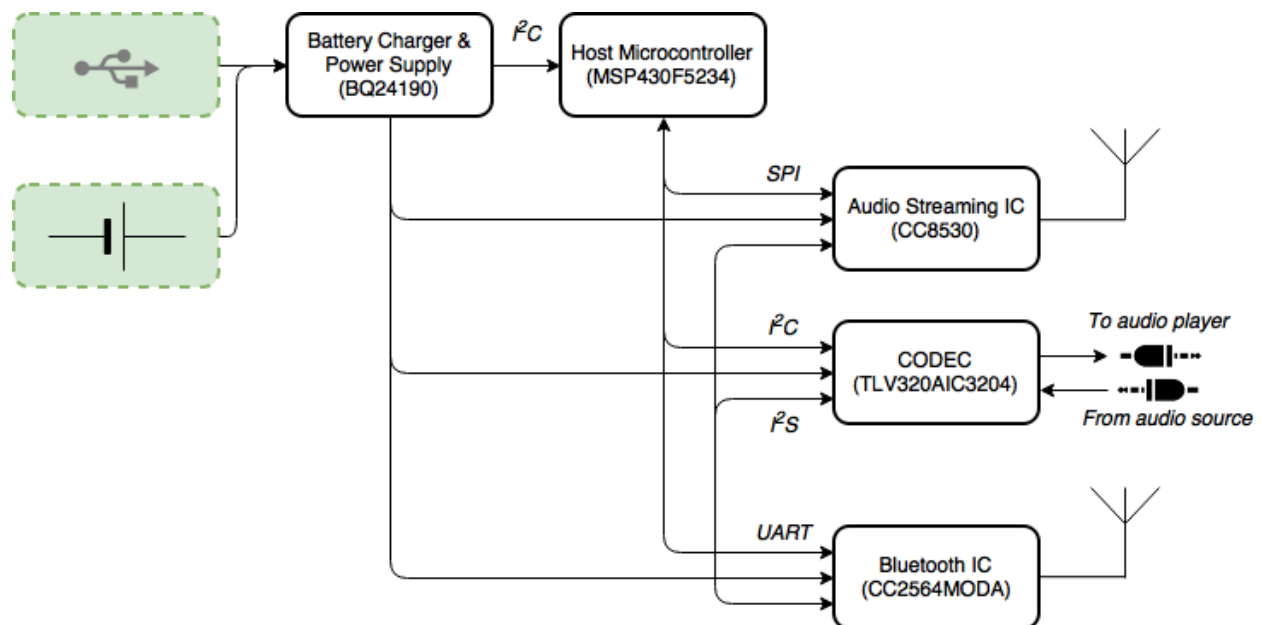 Battery Charger &
Power Supply
(BQ24190)
I²C
Host Microcontroller
(MSP430F5234)
SPI
Audio Streaming IC
(CC8530)
I²C
CODEC
(TLV320AIC3204)
To audio player
From audio source
I²S
UART
Bluetooth IC
(CC2564MODA)